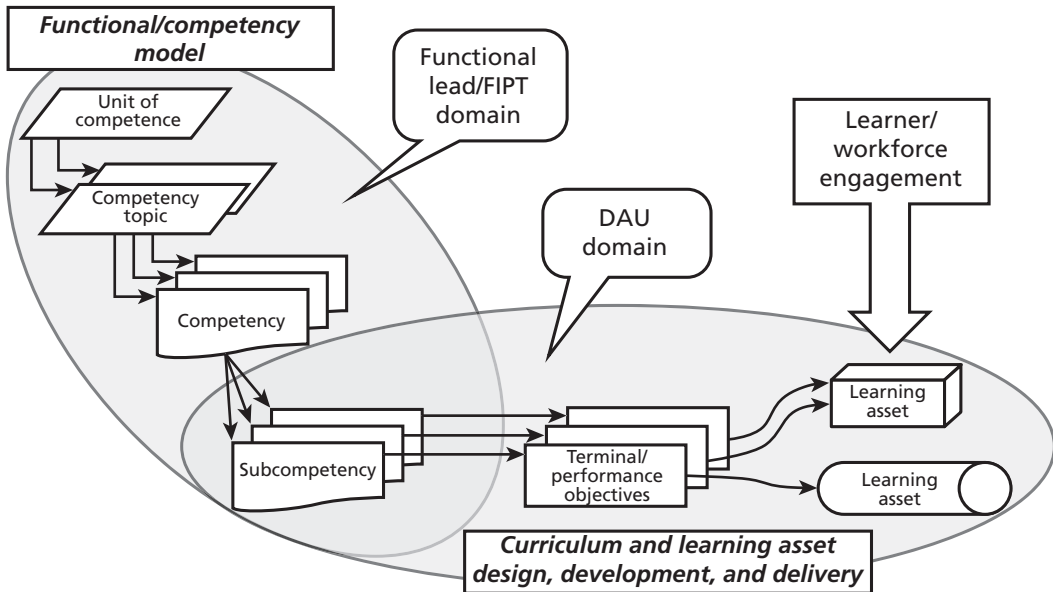 Functional/competency
model
Functional
lead/FIPT
domain
Unit of
competence
Learner/
workforce
engagement
Competency
topic
DAU
domain
Competency
Learning
asset
Subcompetency
Terminal/
performance
objectives
Learning
asset
Curriculum and learning asset
design, development, and delivery